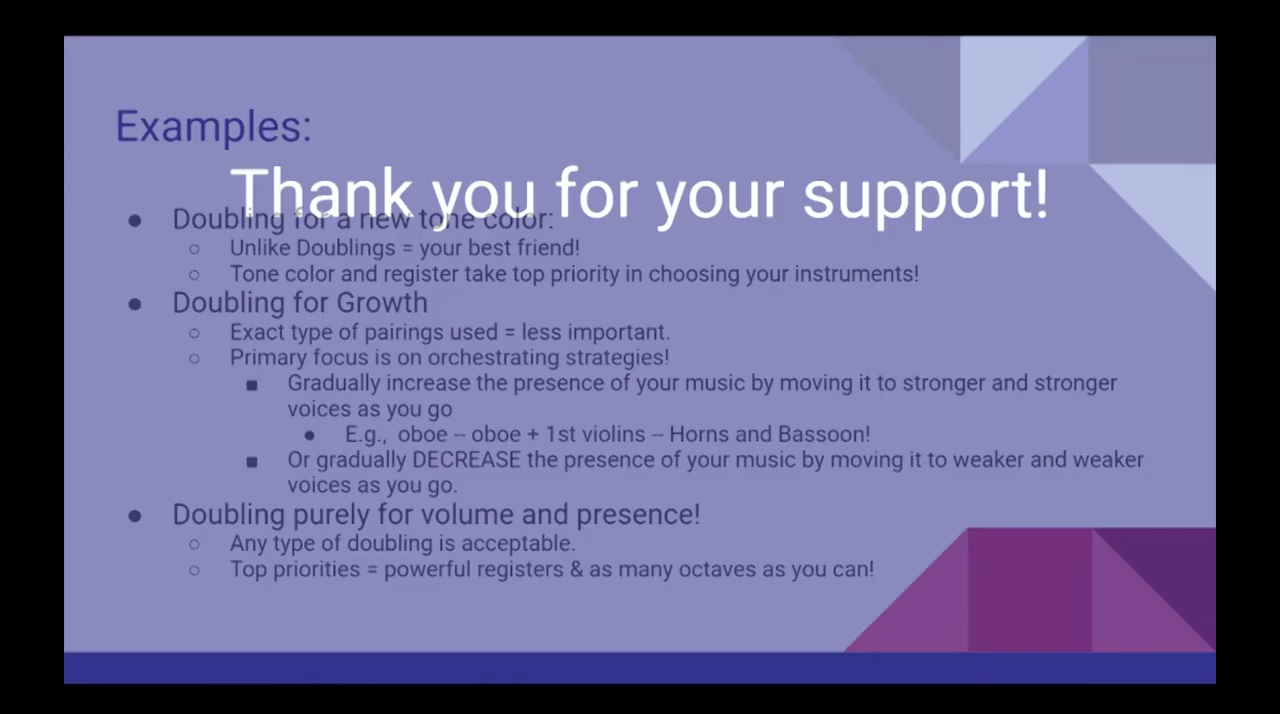 Examples:
Thank you for your support!
● Doubling for a new tone color:
○ Unlike Doublings = your best friend!
○ Tone color and register take top priority in choosing your instruments!
● Doubling for Growth
○ Exact type of pairings used = less important.
○ Primary focus is on orchestrating strategies!
■ Gradually increase the presence of your music by moving it to stronger and stronger
voices as you go
● E.g., oboe -- oboe + 1st violins -- Horns and Bassoon!
■ Or gradually DECREASE the presence of your music by moving it to weaker and weaker
voices as you go.
● Doubling purely for volume and presence!
○ Any type of doubling is acceptable.
○ Top priorities = powerful registers & as many octaves as you can!